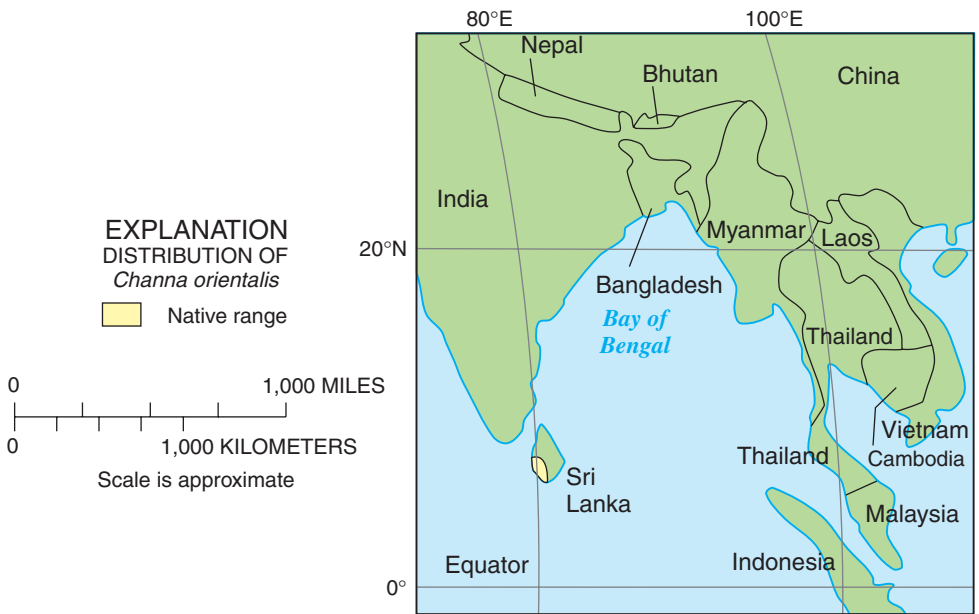 80°E
100°E
Nepal
Bhutan
China
India
EXPLANATION
DISTRIBUTION OF
Channa orientalis
Native range
20°N
Myanmar
Laos
Bangladesh
Bay of
Bengal
Thailand
0
1,000 MILES
0
1,000 KILOMETERS
Scale is approximate
Vietnam
Cambodia
Thailand
Sri
Lanka
Malaysia
Indonesia
Equator
0°